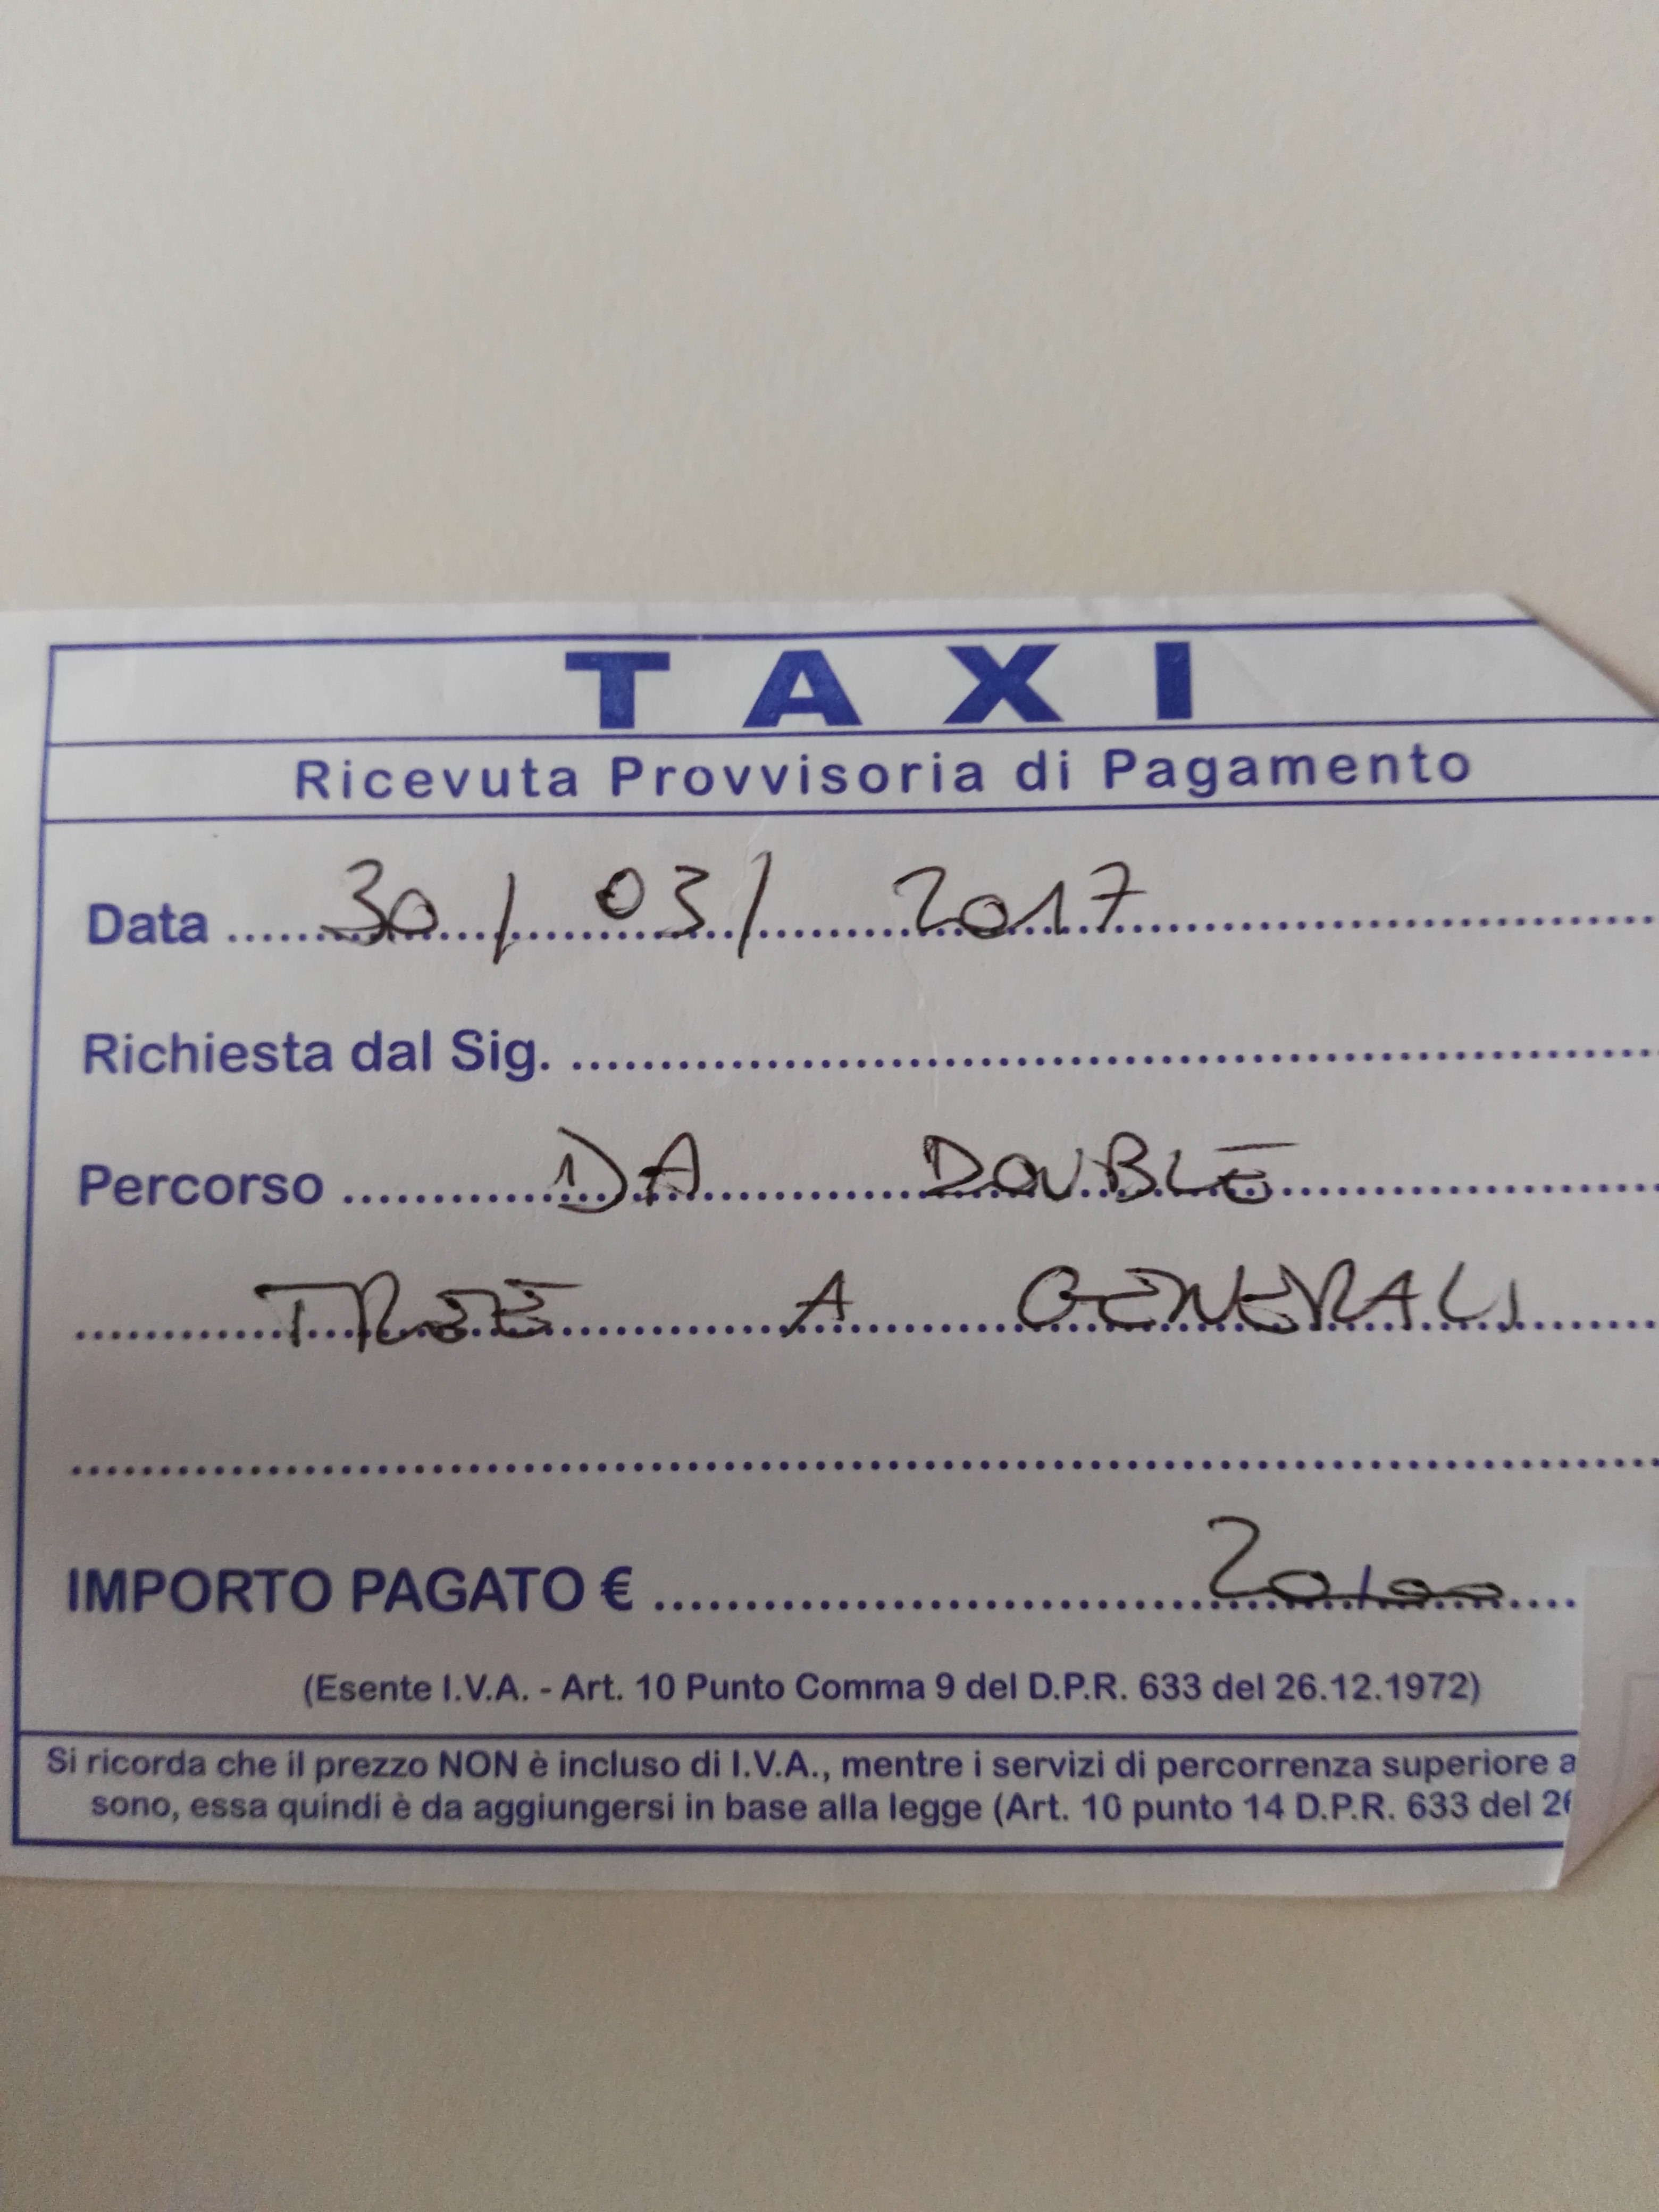 TAXI
Ricevuta Provvisoria di Pagamento
Data 30/03/2017
Richiesta dal Sig.
Percorso DA DOUBLE
TREE A GENERALI
IMPORTO PAGATO € 20,00
(Esente I.V.A. - Art. 10 Punto Comma 9 del D.P.R. 633 del 26.12.1972)
Si ricorda che il prezzo NON è incluso di I.V.A., mentre i servizi di percorrenza superiore a
sono, essa quindi è da aggiungersi in base alla legge (Art. 10 punto 14 D.P.R. 633 del 26